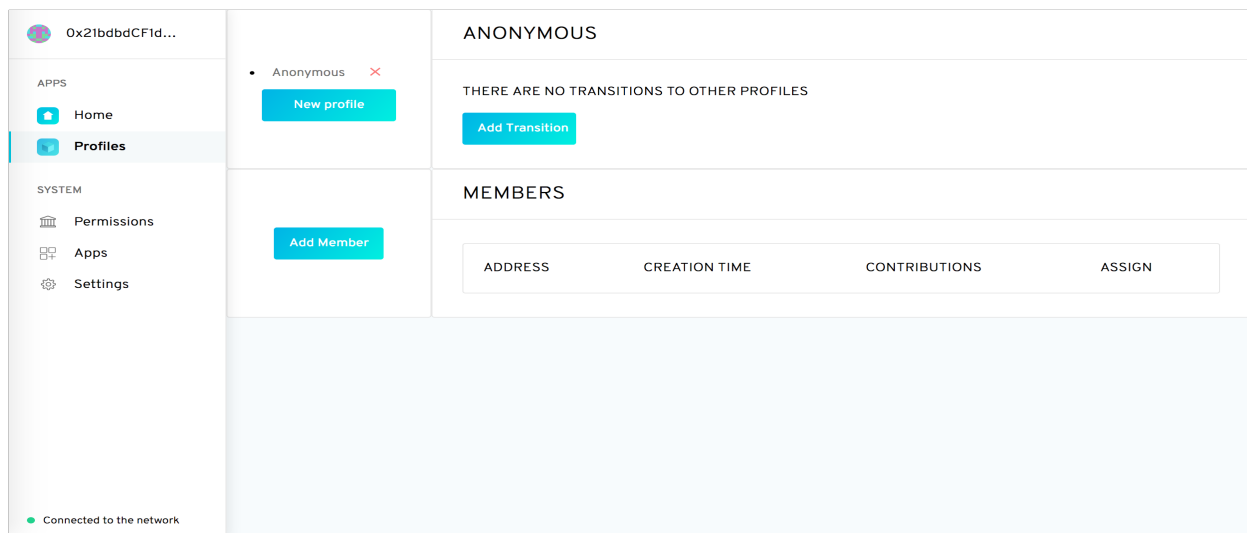 0x21bdbdCF1d...
APPS
Home
Profiles
SYSTEM
Permissions
Apps
Settings
Connected to the network
Anonymous
New profile
ANONYMOUS
THERE ARE NO TRANSITIONS TO OTHER PROFILES
Add Transition
Add Member
MEMBERS
ADDRESS CREATION TIME CONTRIBUTIONS ASSIGN